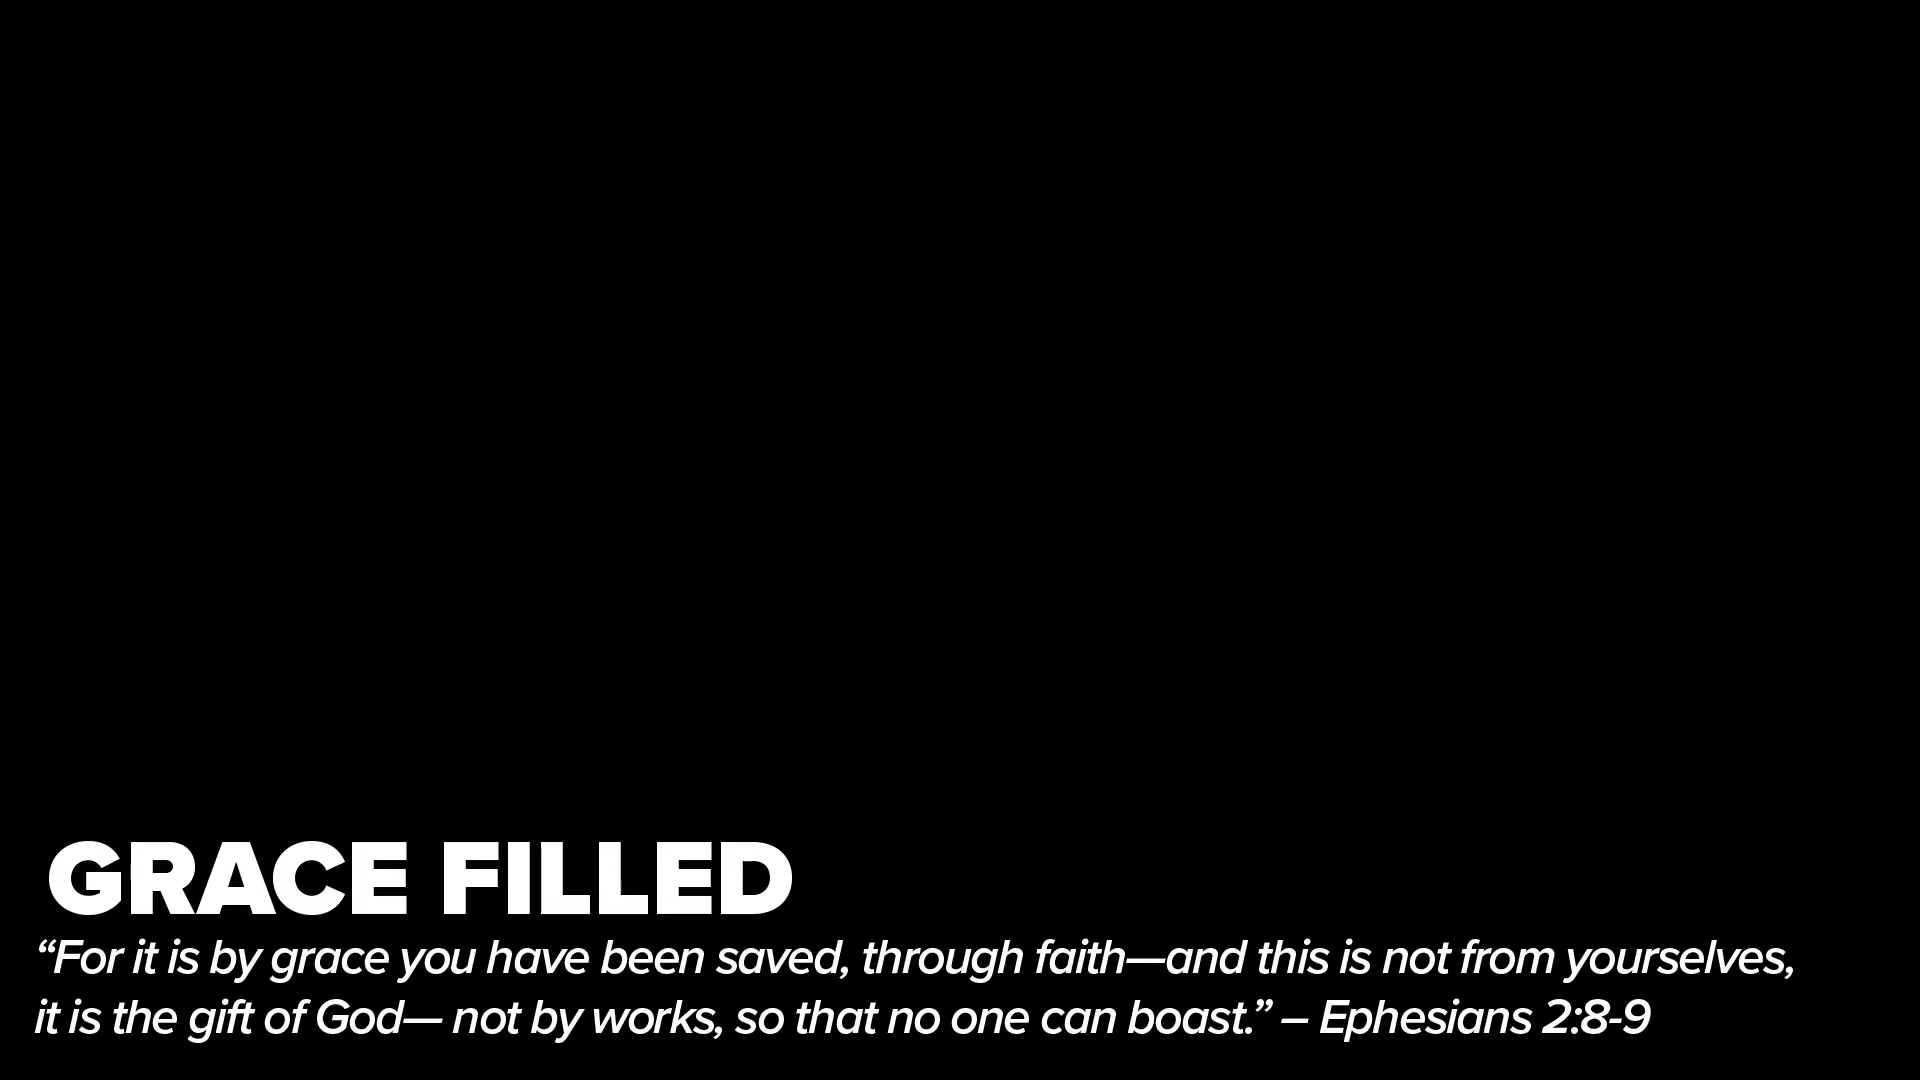 GRACE FILLED
“For it is by grace you have been saved, through faith—and this is not from yourselves,
it is the gift of God— not by works, so that no one can boast.” – Ephesians 2:8-9